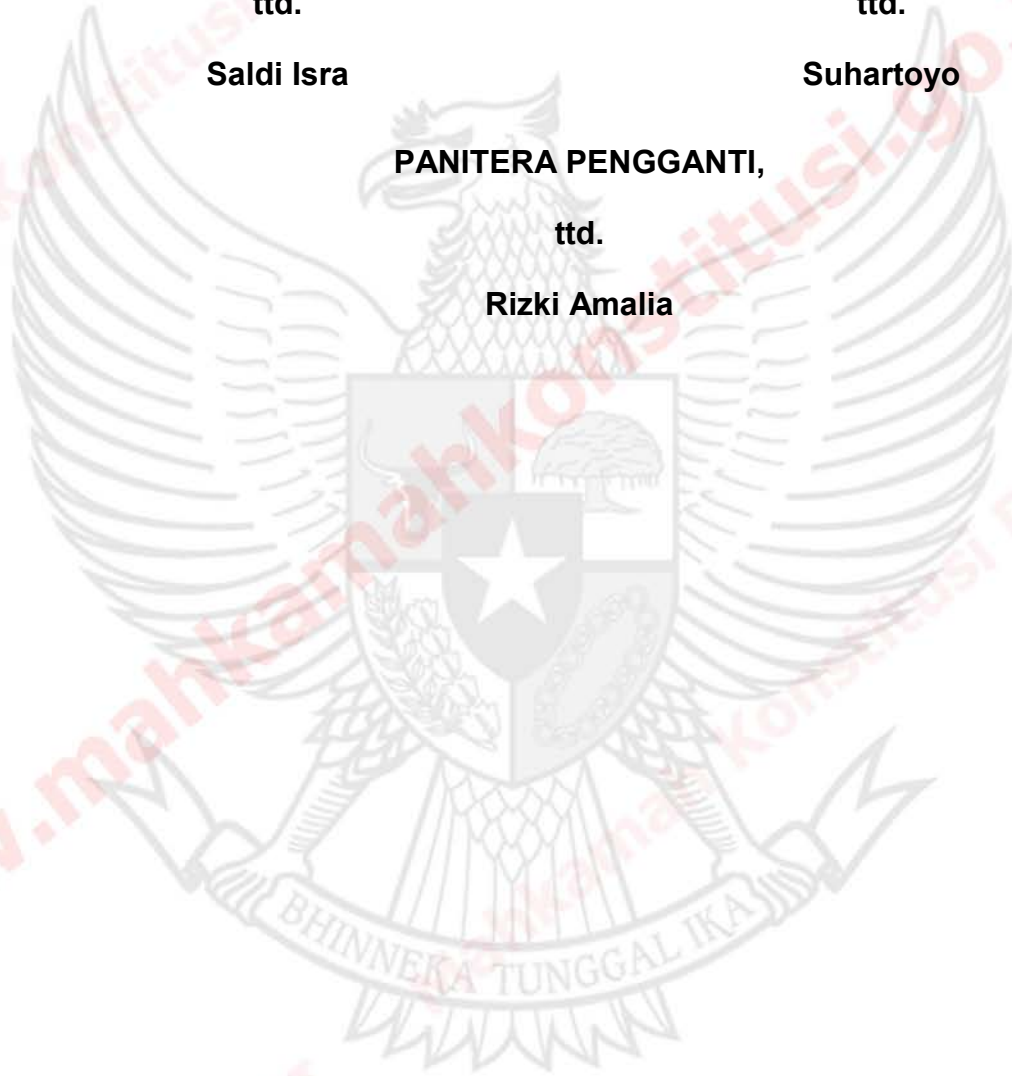 ttd. ttd.
Saldi Isra Suhartoyo
PANITERA PENGGANTI,
ttd.
Rizki Amalia
BHINNEKA TUNGGAL IKA